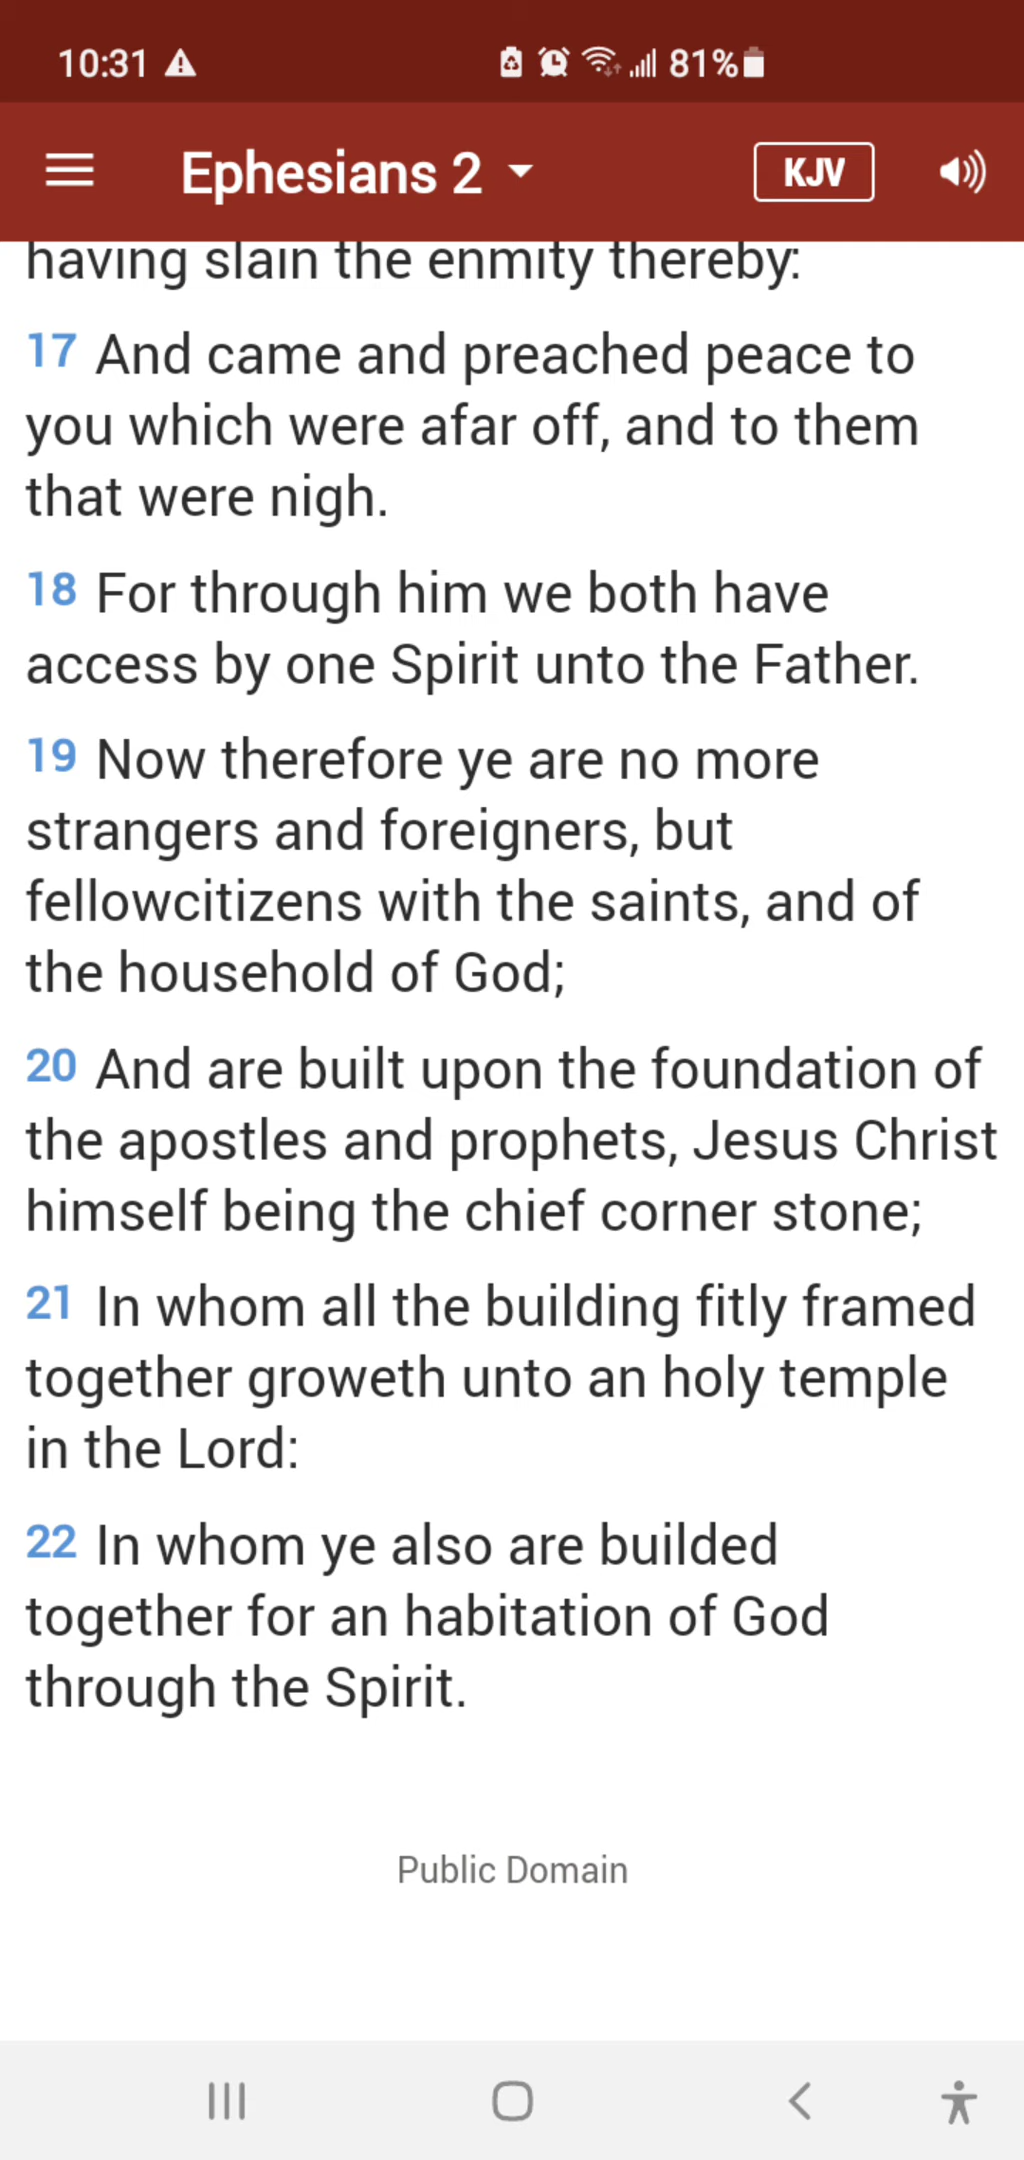 10:31 81%
Ephesians 2 KJV
having slain the enmity thereby:
17 And came and preached peace to
you which were afar off, and to them
that were nigh.
18 For through him we both have
access by one Spirit unto the Father.
19 Now therefore ye are no more
strangers and foreigners, but
fellowcitizens with the saints, and of
the household of God;
20 And are built upon the foundation of
the apostles and prophets, Jesus Christ
himself being the chief corner stone;
21 In whom all the building fitly framed
together groweth unto an holy temple
in the Lord:
22 In whom ye also are builded
together for an habitation of God
through the Spirit.
Public Domain